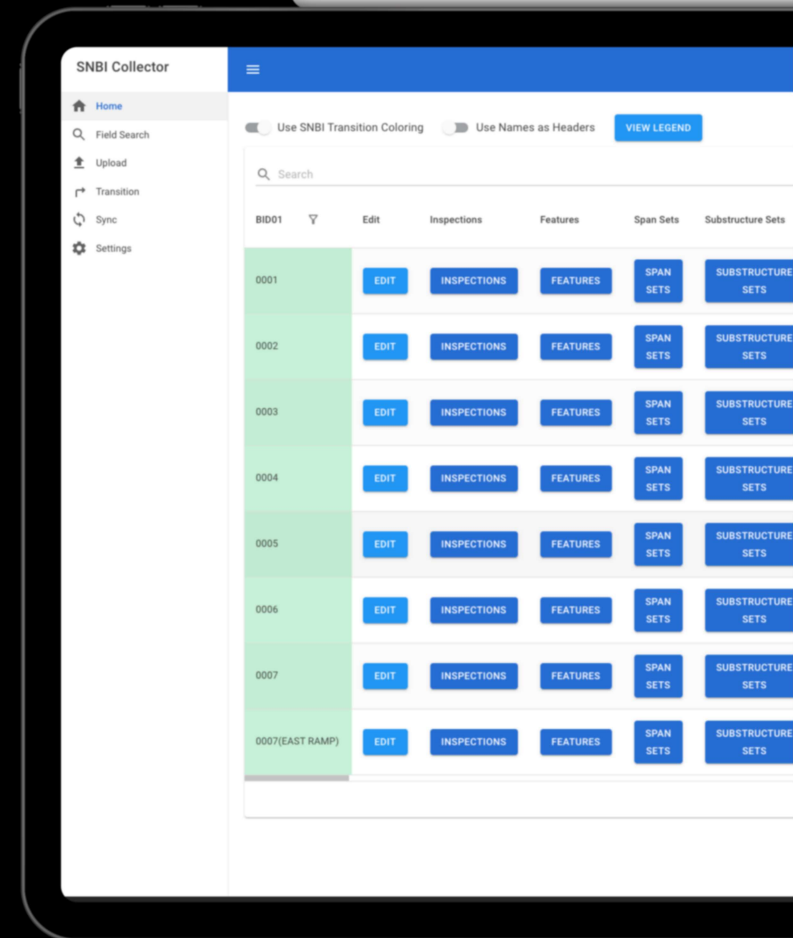 SNBI Collector
Home
Field Search
Upload
Transition
Sync
Settings
Use SNBI Transition Coloring Use Names as Headers VIEW LEGEND
Search
BID01 Edit Inspections Features Span Sets Substructure Sets
0001 EDIT INSPECTIONS FEATURES SPAN SETS SUBSTRUCTURE SETS
0002 EDIT INSPECTIONS FEATURES SPAN SETS SUBSTRUCTURE SETS
0003 EDIT INSPECTIONS FEATURES SPAN SETS SUBSTRUCTURE SETS
0004 EDIT INSPECTIONS FEATURES SPAN SETS SUBSTRUCTURE SETS
0005 EDIT INSPECTIONS FEATURES SPAN SETS SUBSTRUCTURE SETS
0006 EDIT INSPECTIONS FEATURES SPAN SETS SUBSTRUCTURE SETS
0007 EDIT INSPECTIONS FEATURES SPAN SETS SUBSTRUCTURE SETS
0007(EAST RAMP) EDIT INSPECTIONS FEATURES SPAN SETS SUBSTRUCTURE SETS